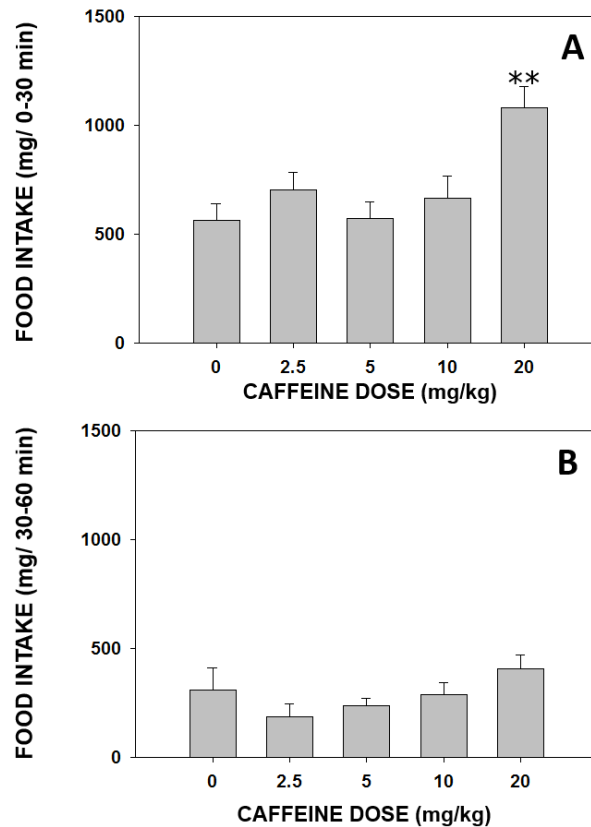 A
**
FOOD INTAKE
(mg/ 0-30 min)
1500
1000
500
0
0 2.5 5 10 20
CAFFEINE DOSE (mg/kg)
B
FOOD INTAKE
(mg/ 30-60 min)
1500
1000
500
0
0 2.5 5 10 20
CAFFEINE DOSE (mg/kg)